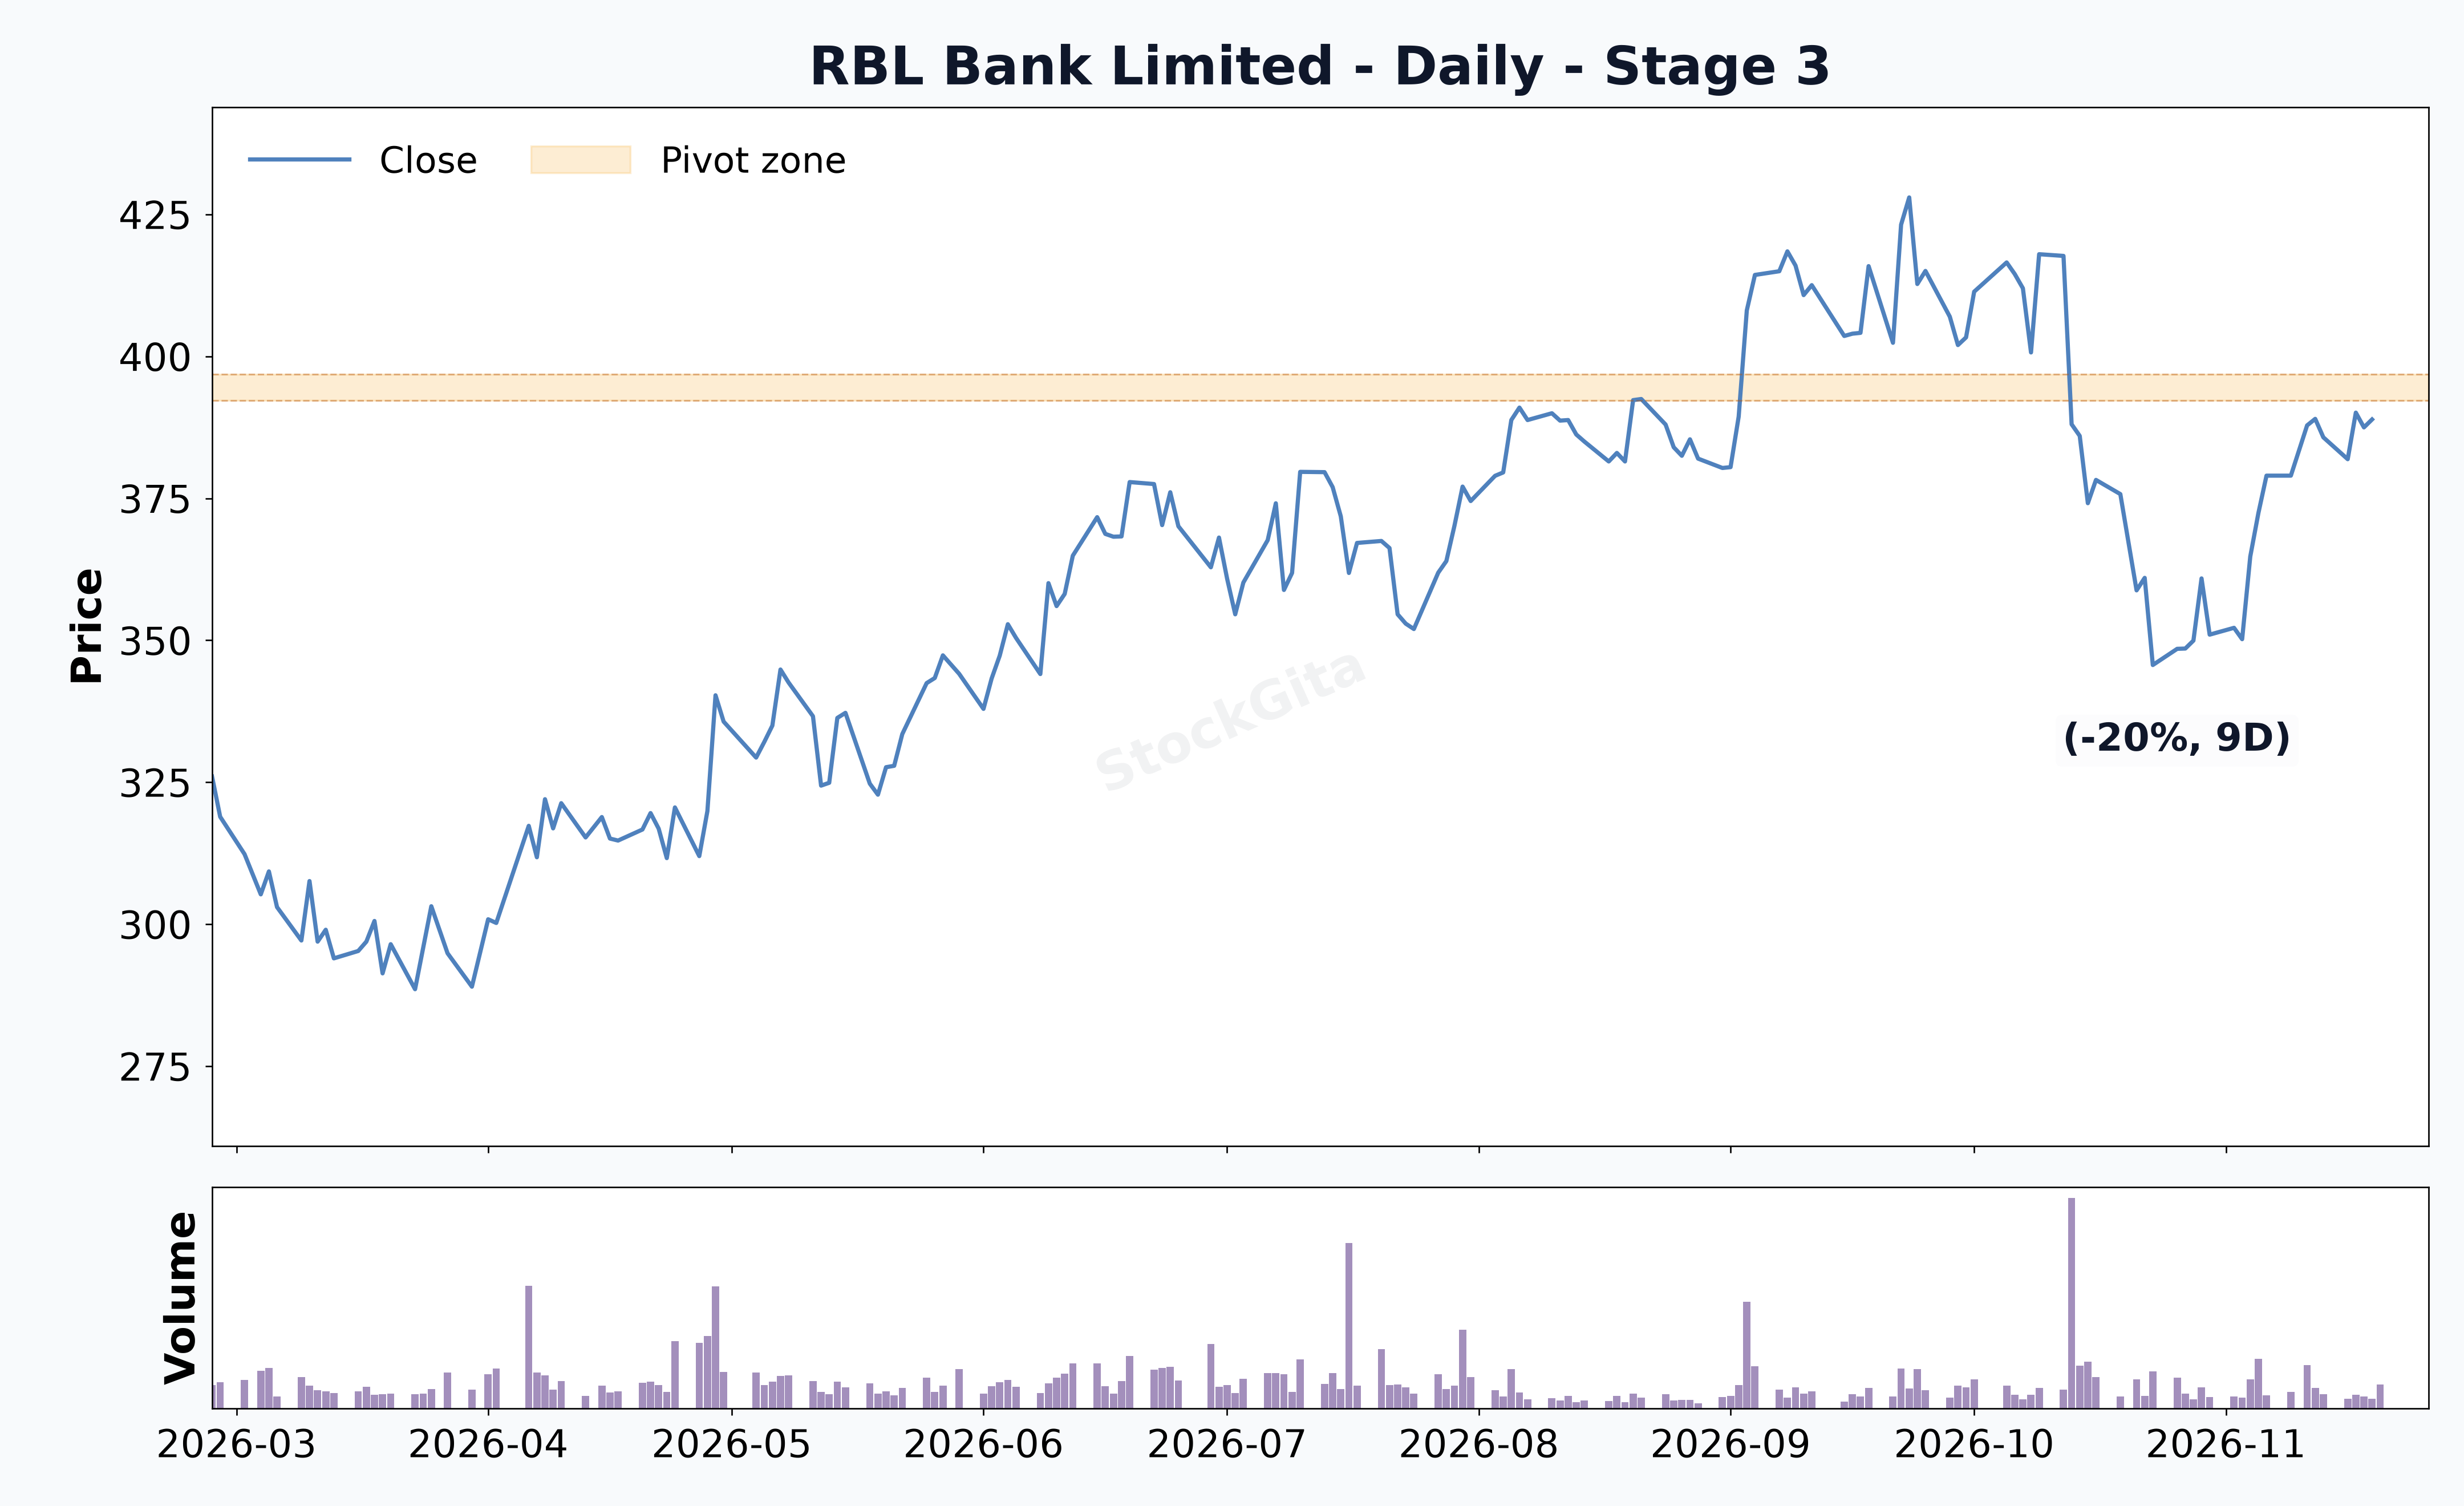 RBL Bank Limited - Daily - Stage 3
Close
Pivot zone
425
400
375
350
325
300
275
Price
StockGita
(-20%, 9D)
Volume
2026-03
2026-04
2026-05
2026-06
2026-07
2026-08
2026-09
2026-10
2026-11